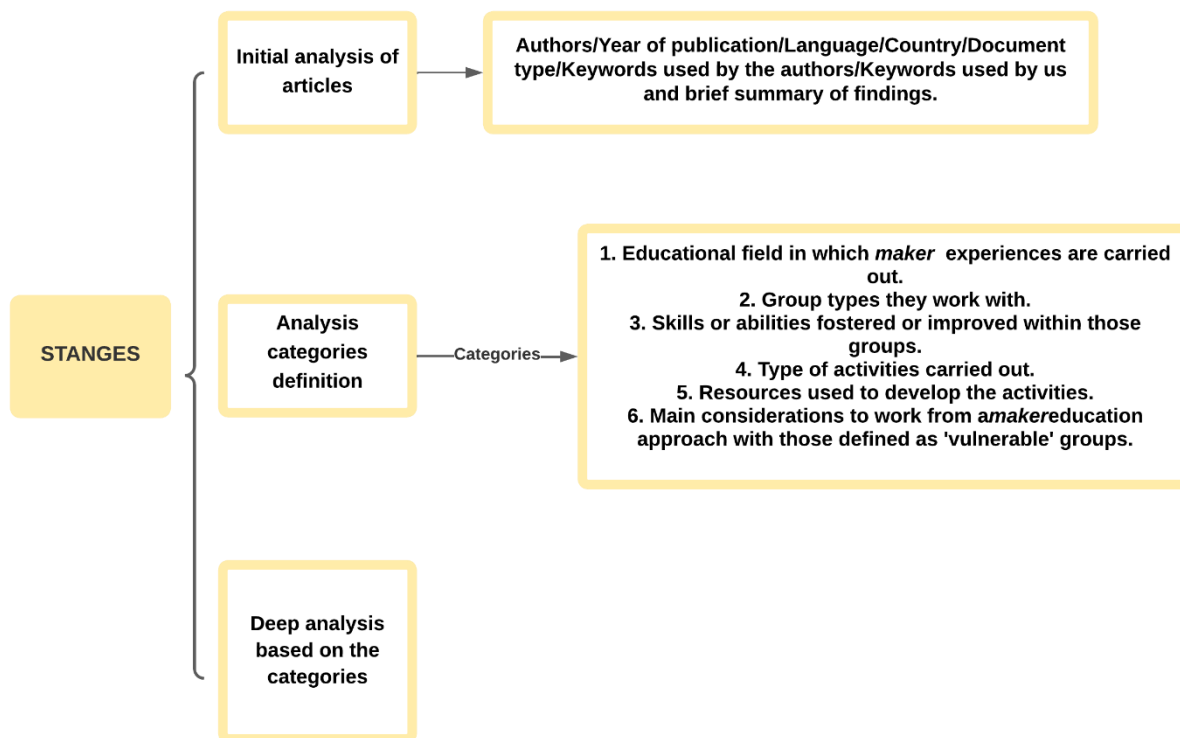 Initial analysis of
articles
Authors/Year of publication/Language/Country/Document
type/Keywords used by the authors/Keywords used by us
and brief summary of findings.
STANGES
Analysis
categories
definition
Categories
1. Educational field in which maker experiences are carried
out.
2. Group types they work with.
3. Skills or abilities fostered or improved within those
groups.
4. Type of activities carried out.
5. Resources used to develop the activities.
6. Main considerations to work from amakereducation
approach with those defined as 'vulnerable' groups.
Deep analysis
based on the
categories